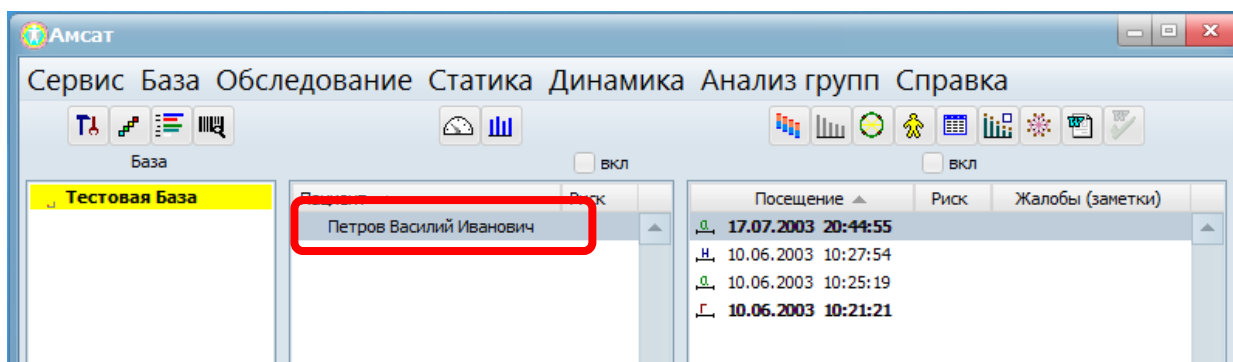 Амсат
Сервис База Обследование Статика Динамика Анализ групп Справка
База
вкл
вкл
Тестовая База
Пациент Риск
Посещение Риск Жалобы (заметки)
Петров Василий Иванович
а 17.07.2003 20:44:55
н 10.06.2003 10:27:54
а 10.06.2003 10:25:19
г 10.06.2003 10:21:21